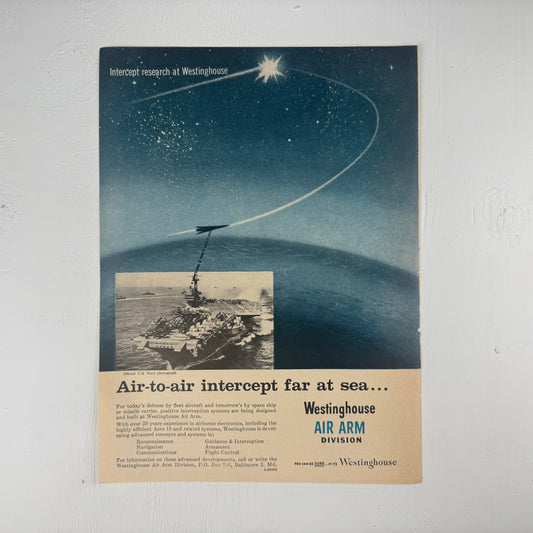 Intercept research at Westinghouse
Official U.S. Navy photograph
Air-to-air intercept far at sea...
For today's defense by fleet aircraft and tomorrow's by space ship
or missile carrier, positive interception systems are being designed
and built at Westinghouse Air Arm.
With over 20 years experience in airborne electronics, including the
highly efficient Aero 13 and related systems, Westinghouse is devel-
oping advanced concepts and systems in:
Reconnaissance
Navigation
Communications
Guidance & Interception
Armament
Flight Control
For information on these advanced developments, call or write the
Westinghouse Air Arm Division, P.O. Box 746, Baltimore 3, Md.
Westinghouse
AIR ARM
DIVISION
YOU CAN BE SURE...IF IT'S Westinghouse